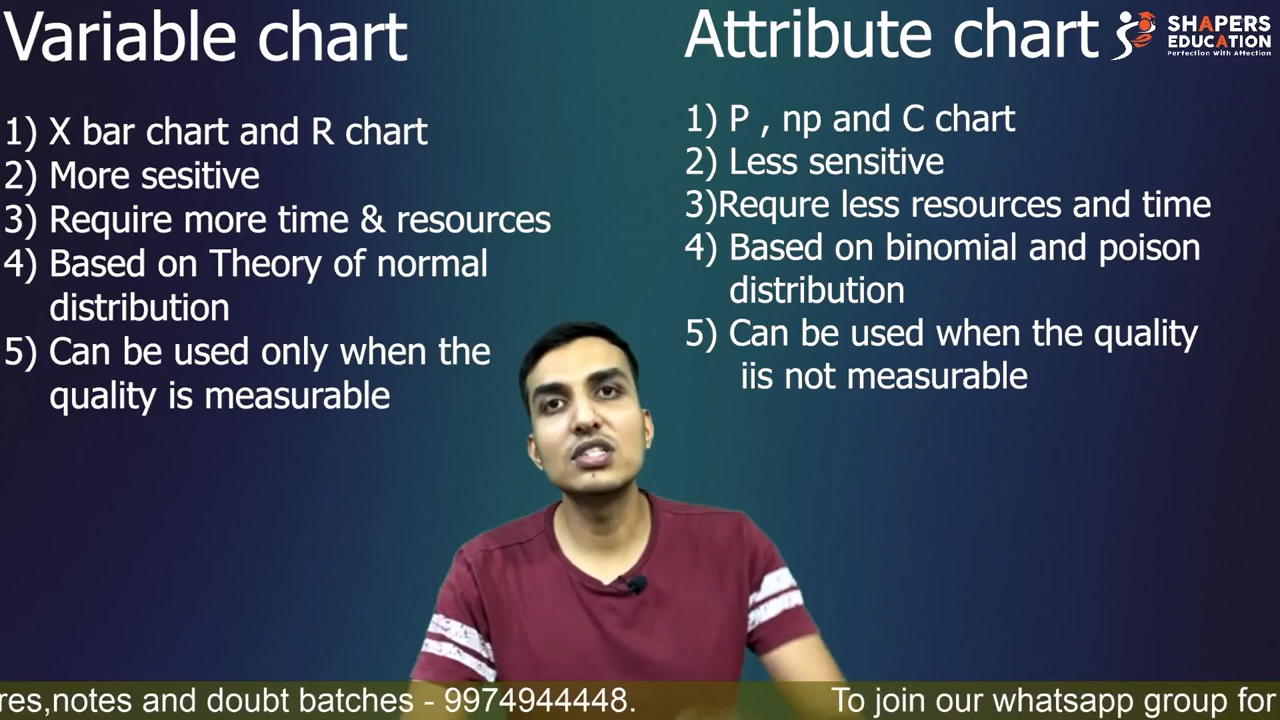 Variable chart
1) X bar chart and R chart
2) More sesitive
3) Require more time & resources
4) Based on Theory of normal
distribution
5) Can be used only when the
quality is measurable
Attribute chart
SHAPERS
EDUCATION
Perfection With Affection
1) P , np and C chart
2) Less sensitive
3)Requre less resources and time
4) Based on binomial and poison
distribution
5) Can be used when the quality
iis not measurable
res,notes and doubt batches - 9974944448.
To join our whatsapp group for